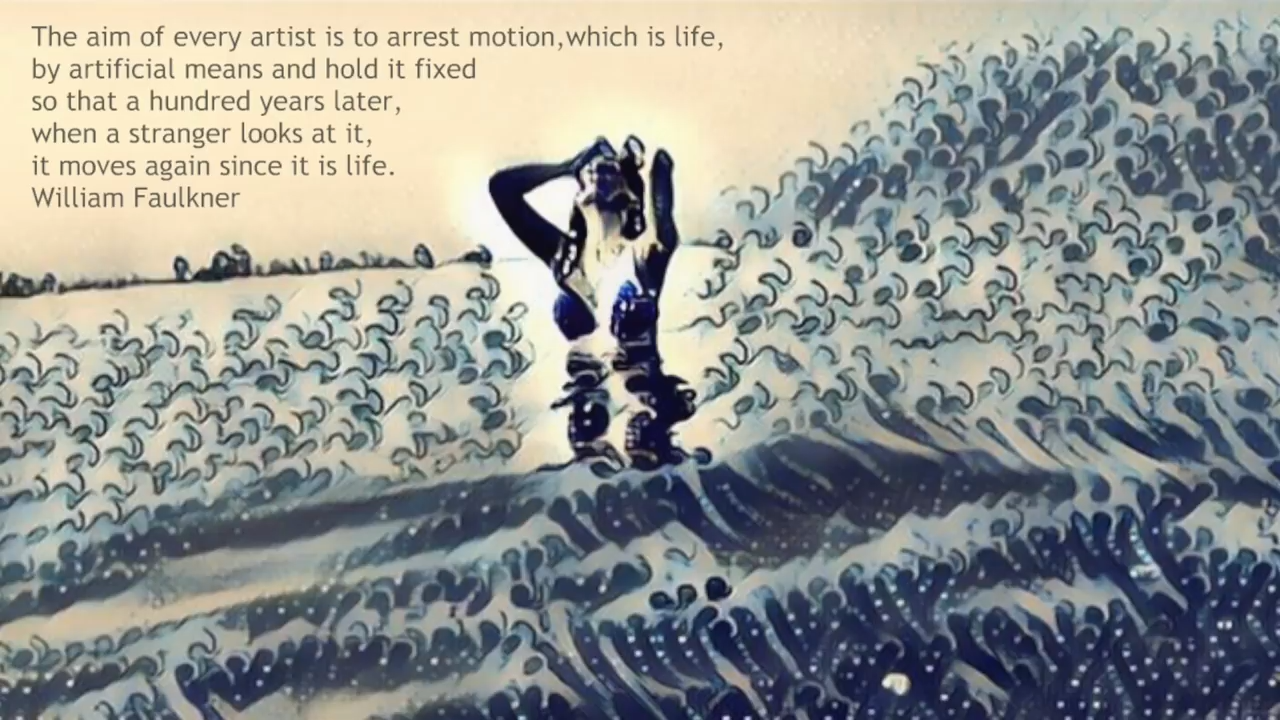 The aim of every artist is to arrest motion,which is life,
by artificial means and hold it fixed
so that a hundred years later,
when a stranger looks at it,
it moves again since it is life.
William Faulkner